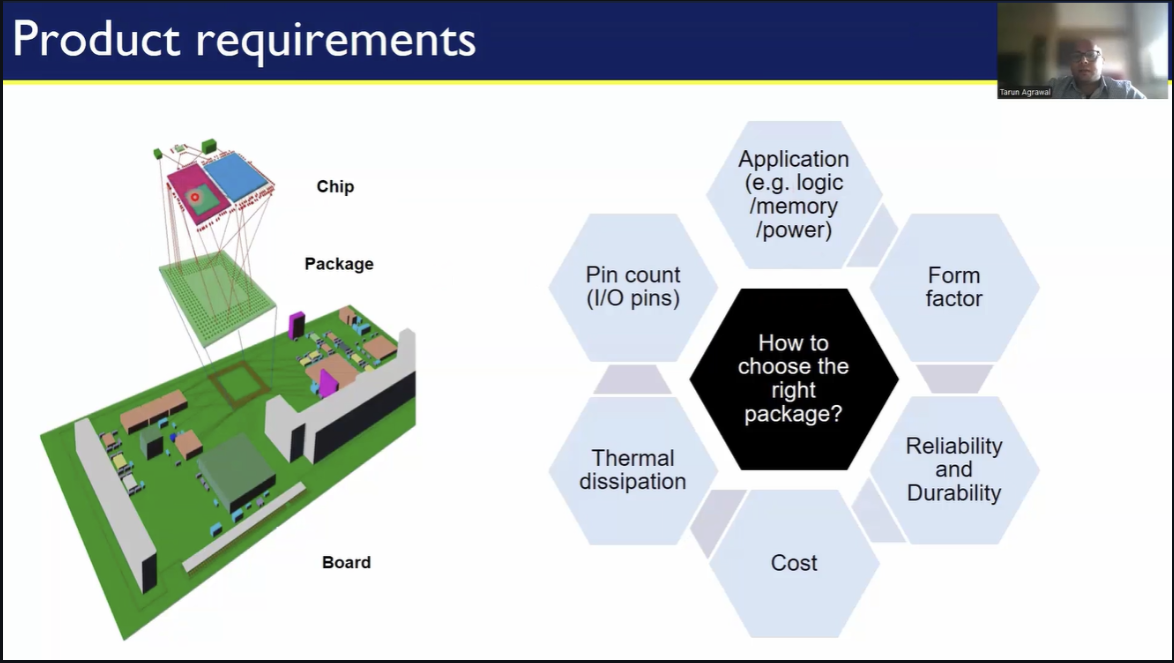 Product requirements
Tarun Agrawal
Chip
Package
Board
Application
(e.g. logic
/memory
/power)
Form
factor
Reliability
and
Durability
Cost
Thermal
dissipation
Pin count
(I/O pins)
How to
choose the
right
package?